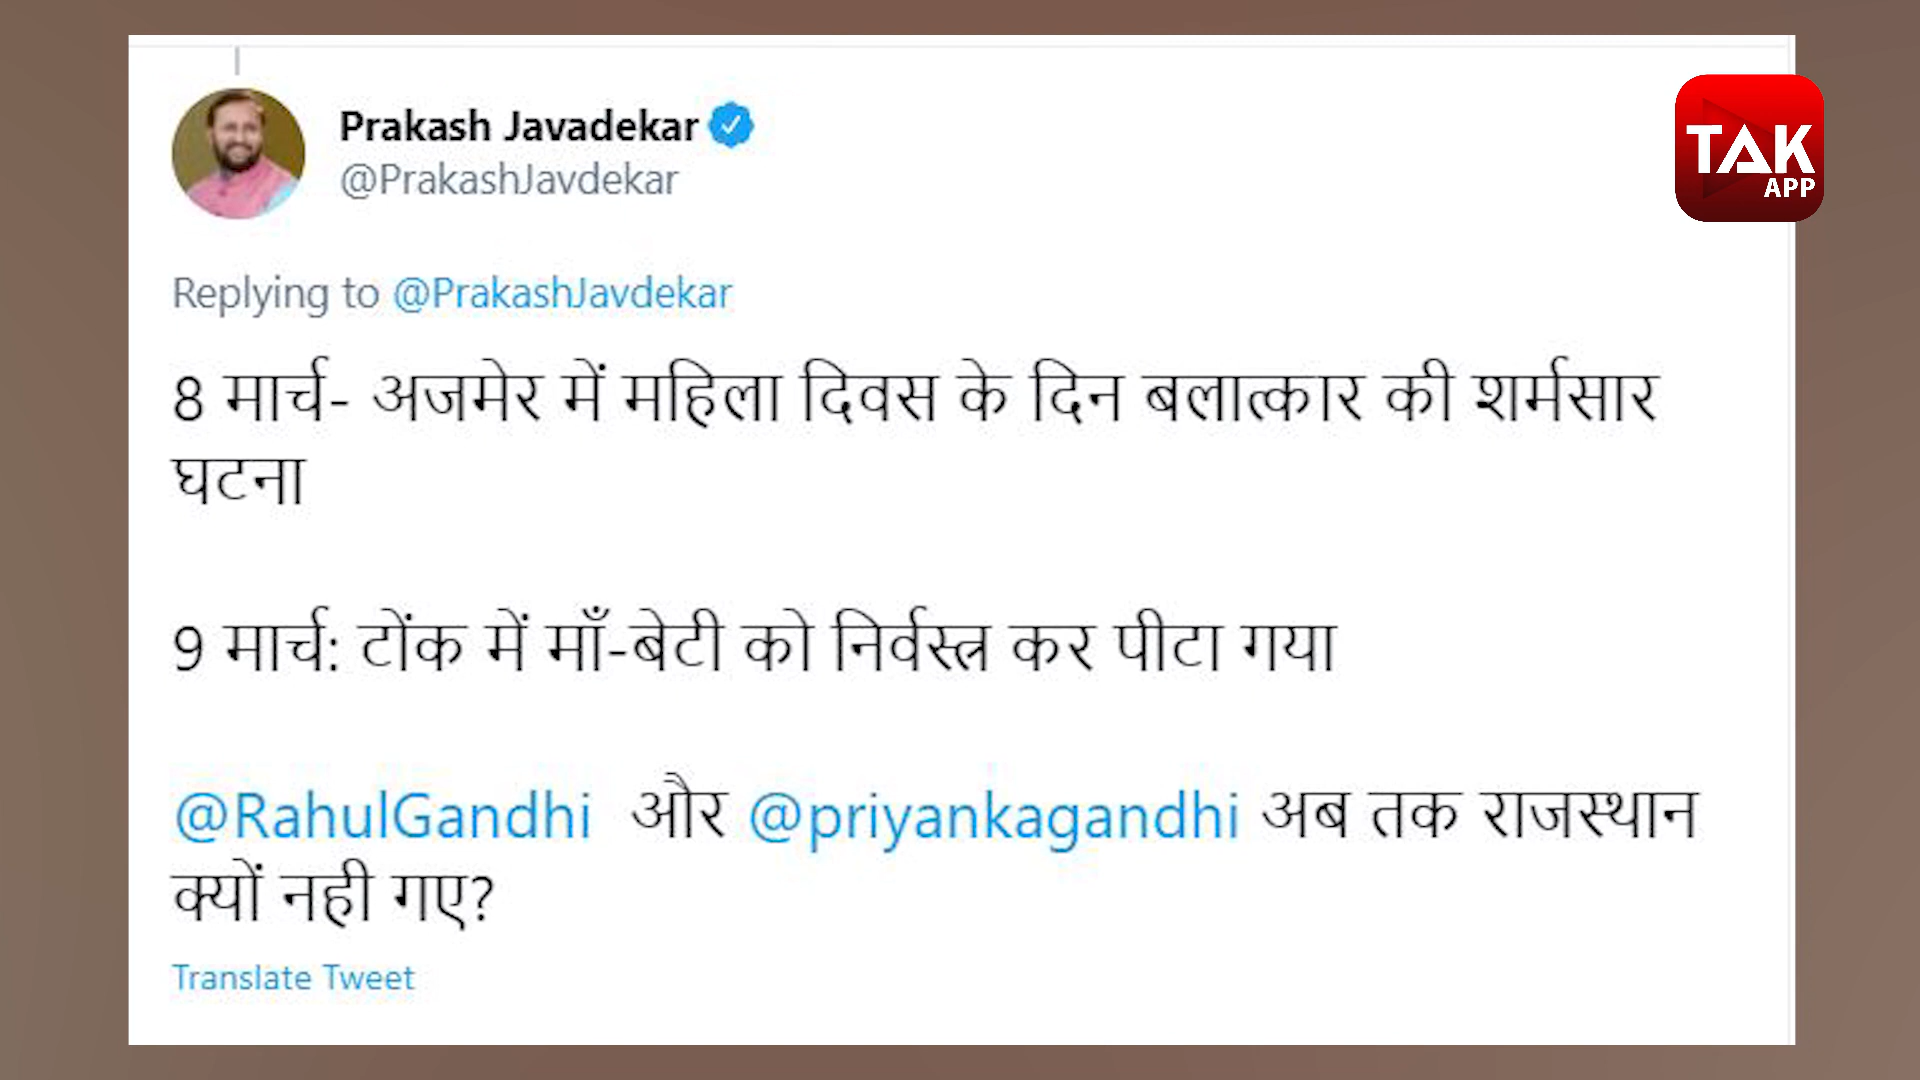 Prakash Javadekar
@PrakashJavdekar
TAK
APP
Replying to @PrakashJavdekar
8 मार्च- अजमेर में महिला दिवस के दिन बलात्कार की शर्मसार
घटना
9 मार्च: टोंक में माँ-बेटी को निर्वस्त्र कर पीटा गया
@RahulGandhi और @priyankagandhi अब तक राजस्थान
क्यों नही गए?
Translate Tweet